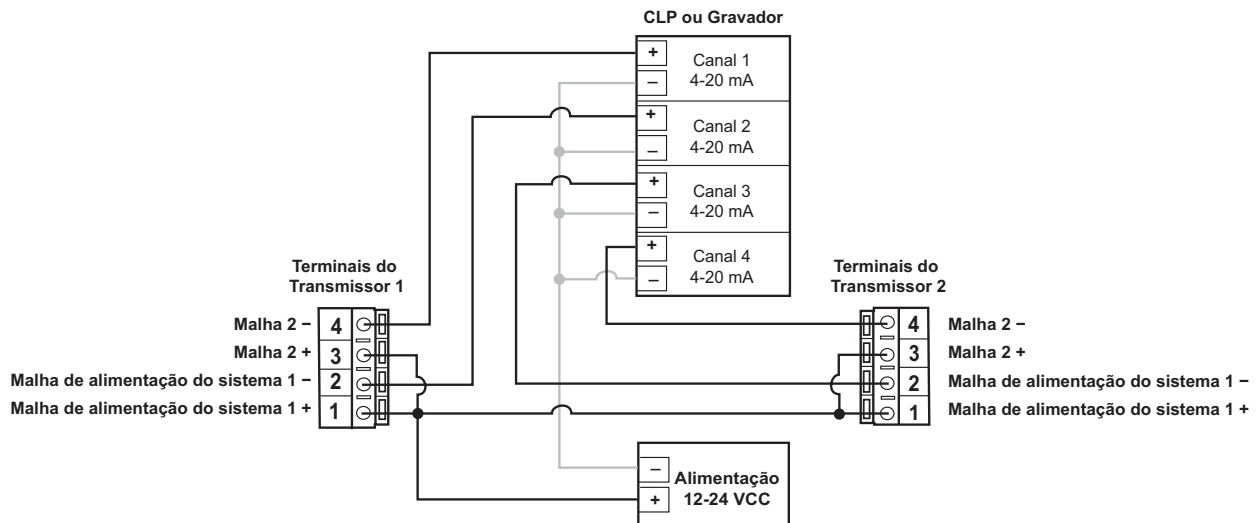 CLP ou Gravador
+
Canal 1
4-20 mA
–
+
Canal 2
4-20 mA
–
+
Canal 3
4-20 mA
–
+
Canal 4
4-20 mA
–
Terminais do
Transmissor 1
Malha 2 –
4
Malha 2 +
3
Malha de alimentação do sistema 1 –
2
Malha de alimentação do sistema 1 +
1
Terminais do
Transmissor 2
4
Malha 2 –
3
Malha 2 +
2
Malha de alimentação do sistema 1 –
1
Malha de alimentação do sistema 1 +
–
+
Alimentação
12-24 VCC